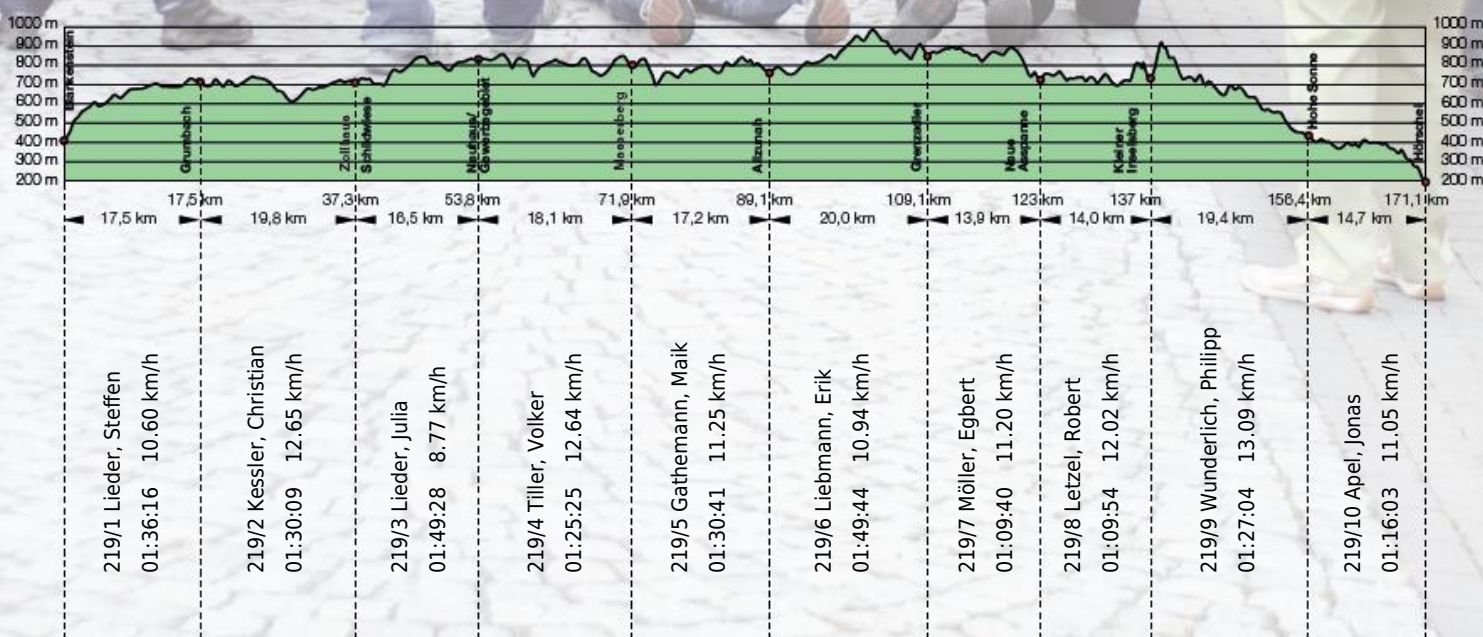 1000 m
900 m
800 m
700 m
600 m
500 m
400 m
300 m
200 m
1000 m
900 m
800 m
700 m
600 m
500 m
400 m
300 m
200 m
Blankenstein
Grumbach
Zollhaus
Schildwiese
Neuhaus/
Masserberg
Allzunah
Grenzadler
Neue
Ausspanne
Kleiner
Inselsberg
Hohe Sonne
Hörschel
17,5 km
37,3 km
53,8 km
71,9 km
89,1 km
109,1 km
123 km
137 km
156,4 km
171,1 km
17,5 km
19,8 km
16,5 km
18,1 km
17,2 km
20,0 km
13,9 km
14,0 km
19,4 km
14,7 km
219/1 Lieder, Steffen
01:36:16 10.60 km/h
219/2 Kessler, Christian
01:30:09 12.65 km/h
219/3 Lieder, Julia
01:49:28 8.77 km/h
219/4 Tiller, Volker
01:25:25 12.64 km/h
219/5 Gathemann, Maik
01:30:41 11.25 km/h
219/6 Liebmann, Erik
01:49:44 10.94 km/h
219/7 Möller, Egbert
01:09:40 11.20 km/h
219/8 Letzel, Robert
01:09:54 12.02 km/h
219/9 Wunderlich, Philipp
01:27:04 13.09 km/h
219/10 Apel, Jonas
01:16:03 11.05 km/h